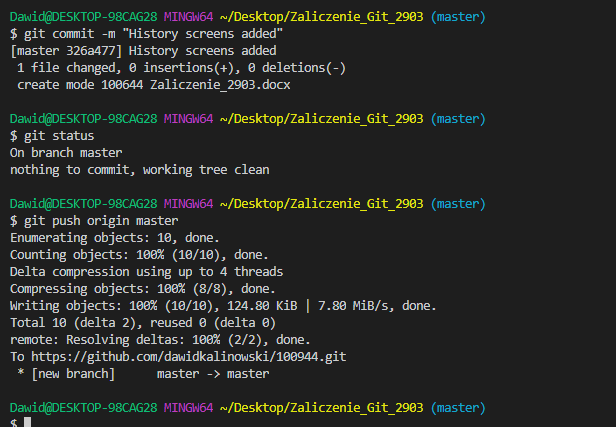 Dawid@DESKTOP-98CAG28 MINGW64 ~/Desktop/Zaliczenie_Git_2903 (master)
$ git commit -m "History screens added"
[master 326a477] History screens added
 1 file changed, 0 insertions(+), 0 deletions(-)
 create mode 100644 Zaliczenie_2903.docx

Dawid@DESKTOP-98CAG28 MINGW64 ~/Desktop/Zaliczenie_Git_2903 (master)
$ git status
On branch master
nothing to commit, working tree clean

Dawid@DESKTOP-98CAG28 MINGW64 ~/Desktop/Zaliczenie_Git_2903 (master)
$ git push origin master
Enumerating objects: 10, done.
Counting objects: 100% (10/10), done.
Delta compression using up to 4 threads
Compressing objects: 100% (8/8), done.
Writing objects: 100% (10/10), 124.80 KiB | 7.80 MiB/s, done.
Total 10 (delta 2), reused 0 (delta 0)
remote: Resolving deltas: 100% (2/2), done.
To https://github.com/dawidkalinowski/100944.git
 * [new branch]      master -> master

Dawid@DESKTOP-98CAG28 MINGW64 ~/Desktop/Zaliczenie_Git_2903 (master)
$